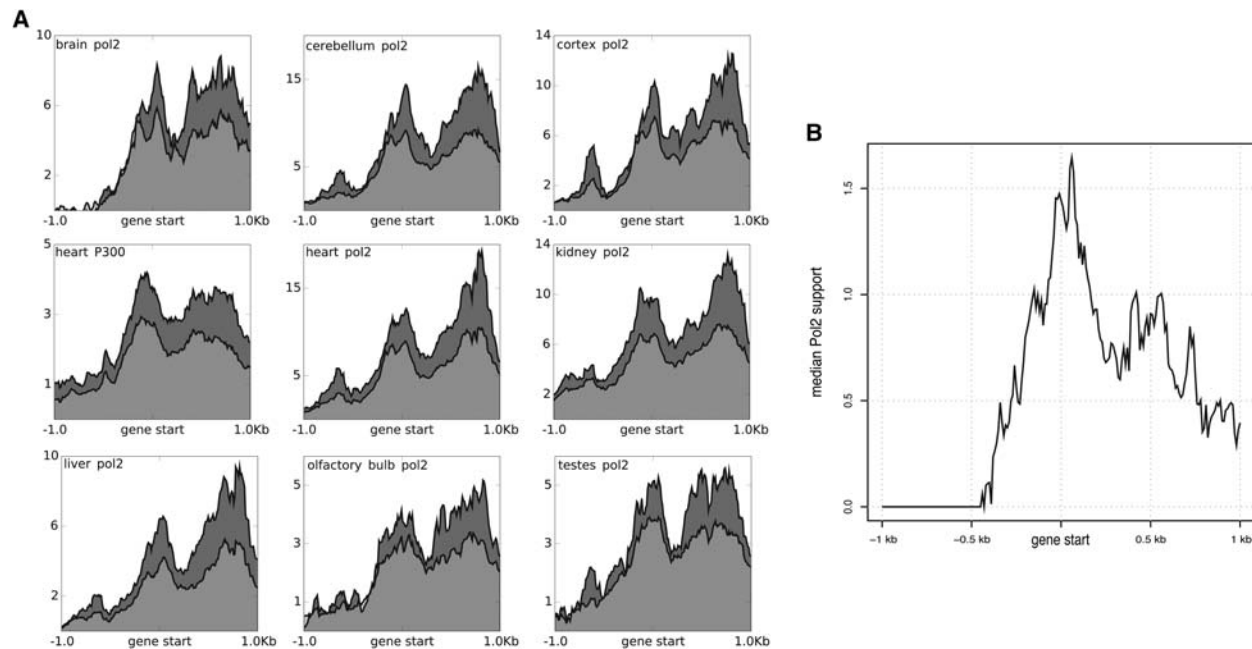 A
brain pol2
10
6
2
-1.0 gene start 1.0Kb
cerebellum pol2
15
5
-1.0 gene start 1.0Kb
cortex pol2
14
10
6
2
-1.0 gene start 1.0Kb
heart P300
5
3
1
-1.0 gene start 1.0Kb
heart pol2
15
5
-1.0 gene start 1.0Kb
kidney pol2
14
10
6
2
-1.0 gene start 1.0Kb
liver pol2
10
6
2
-1.0 gene start 1.0Kb
olfactory bulb pol2
5
3
1
-1.0 gene start 1.0Kb
testes pol2
5
3
1
-1.0 gene start 1.0Kb
B
median Pol2 support
1.5
1.0
0.5
0.0
−1 kb −0.5 kb gene start 0.5 kb 1 kb